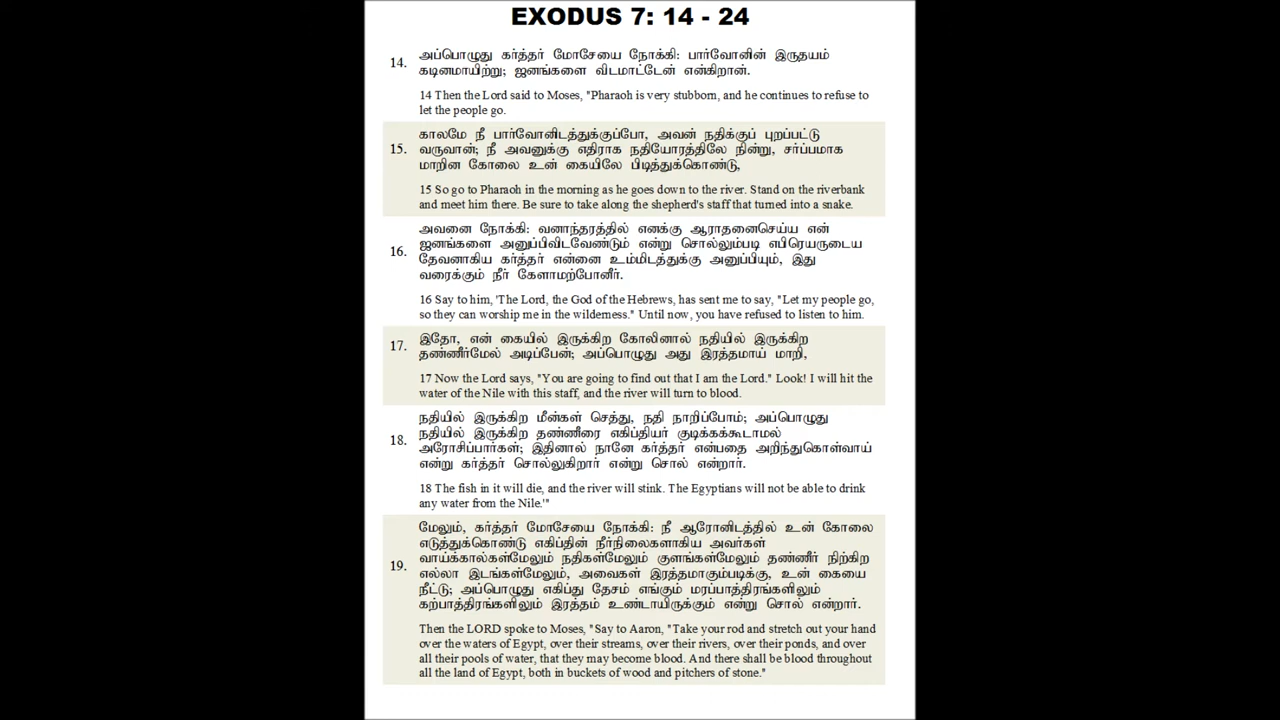 EXODUS 7: 14 - 24
14.
அப்பொழுது கர்த்தர் மோசேயை நோக்கி: பார்வோனின் இருதயம்
கடினமாயிற்று; ஜனங்களை விடமாட்டேன் என்கிறான்.
14 Then the Lord said to Moses, "Pharaoh is very stubborn, and he continues to refuse to
let the people go.
15.
காலமே நீ பார்வோனிடத்துக்குப்போ, அவன் நதிக்குப் புறப்பட்டு
வருவான்; நீ அவனுக்கு எதிராக நதியோரத்திலே நின்று, சர்ப்பமாக
மாறின கோலை உன் கையிலே பிடித்துக்கொண்டு,
15 So go to Pharaoh in the morning as he goes down to the river. Stand on the riverbank
and meet him there. Be sure to take along the shepherd's staff that turned into a snake.
16.
அவனை நோக்கி: வனாந்தரத்தில் எனக்கு ஆராதனைசெய்ய என்
ஜனங்களை அனுப்பிவிடவேண்டும் என்று சொல்லும்படி எபிரெயருடைய
தேவனாகிய கர்த்தர் என்னை உம்மிடத்துக்கு அனுப்பியும், இது
வரைக்கும் நீர் கேளாமற்போனீர்.
16 Say to him, 'The Lord, the God of the Hebrews, has sent me to say, "Let my people go,
so they can worship me in the wilderness." Until now, you have refused to listen to him.
17.
இதோ, என் கையில் இருக்கிற கோலினால் நதியில் இருக்கிற
தண்ணீர்மேல் அடிப்பேன்; அப்பொழுது அது இரத்தமாய் மாறி,
17 Now the Lord says, "You are going to find out that I am the Lord." Look! I will hit the
water of the Nile with this staff, and the river will turn to blood.
18.
நதியில் இருக்கிற மீன்கள் செத்து, நதி நாறிப்போம்; அப்பொழுது
நதியில் இருக்கிற தண்ணீரை எகிப்தியர் குடிக்கக்கூடாமல்
அரோசிப்பார்கள்; இதினால் நானே கர்த்தர் என்பதை அறிந்துகொள்வாய்
என்று கர்த்தர் சொல்லுகிறார் என்று சொல் என்றார்.
18 The fish in it will die, and the river will stink. The Egyptians will not be able to drink
any water from the Nile.'"
19.
மேலும், கர்த்தர் மோசேயை நோக்கி: நீ ஆரோனிடத்தில் உன் கோலை
எடுத்துக்கொண்டு எகிப்தின் நீர்நிலைகளாகிய அவர்கள்
வாய்க்கால்கள்மேலும் நதிகள்மேலும் குளங்கள்மேலும் தண்ணீர் நிற்கிற
எல்லா இடங்கள்மேலும், அவைகள் இரத்தமாகும்படிக்கு, உன் கையை
நீட்டு; அப்பொழுது எகிப்து தேசம் எங்கும் மரப்பாத்திரங்களிலும்
கற்பாத்திரங்களிலும் இரத்தம் உண்டாயிருக்கும் என்று சொல் என்றார்.
Then the LORD spoke to Moses, "Say to Aaron, "Take your rod and stretch out your hand
over the waters of Egypt, over their streams, over their rivers, over their ponds, and over
all their pools of water, that they may become blood. And there shall be blood throughout
all the land of Egypt, both in buckets of wood and pitchers of stone."